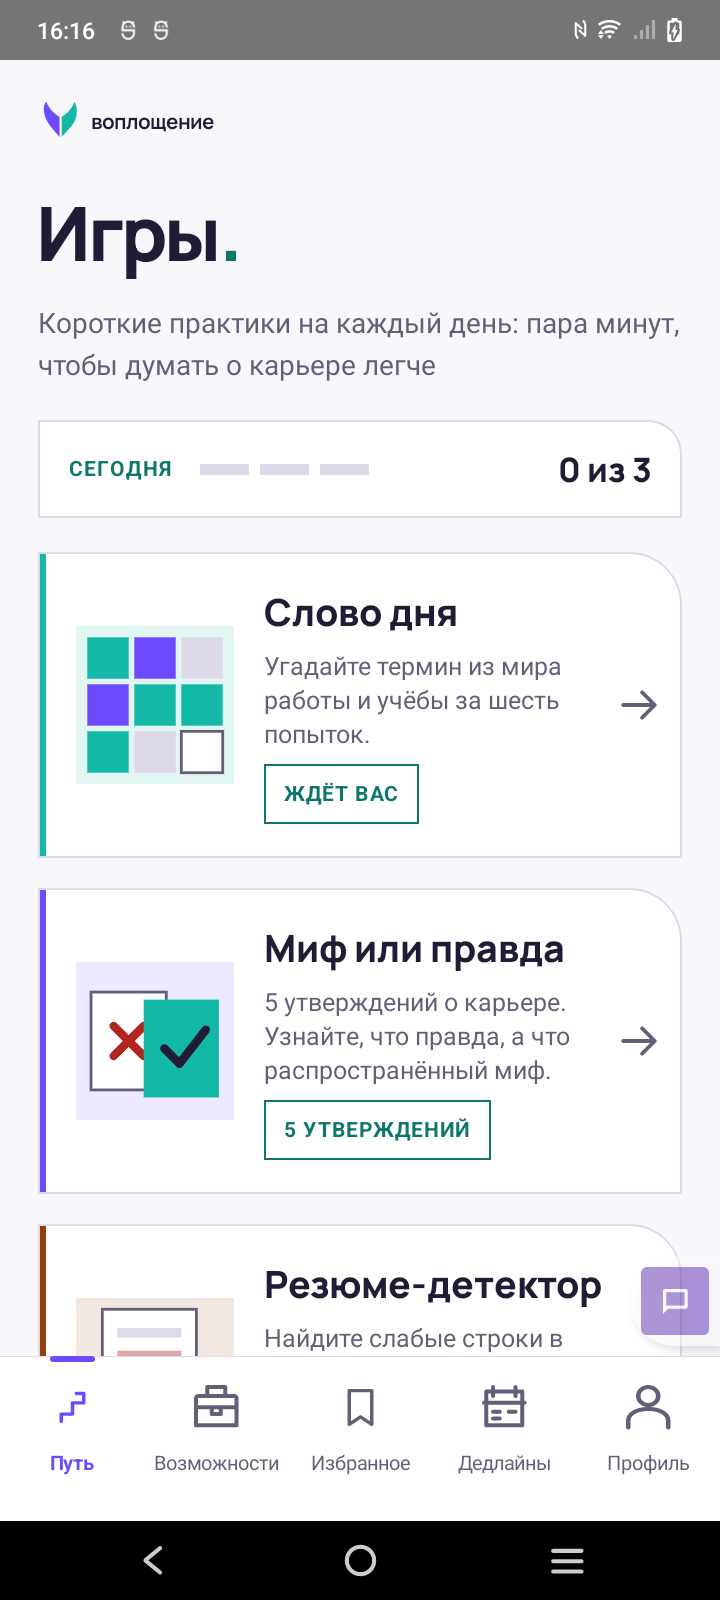 16:16
воплощение
Игры.
Короткие практики на каждый день: пара минут,
чтобы думать о карьере легче
СЕГОДНЯ
0 из 3
Слово дня
Угадайте термин из мира
работы и учёбы за шесть
попыток.
ЖДЁТ ВАС
Миф или правда
5 утверждений о карьере.
Узнайте, что правда, а что
распространённый миф.
5 УТВЕРЖДЕНИЙ
Резюме-детектор
Найдите слабые строки в
Путь
Возможности
Избранное
Дедлайны
Профиль